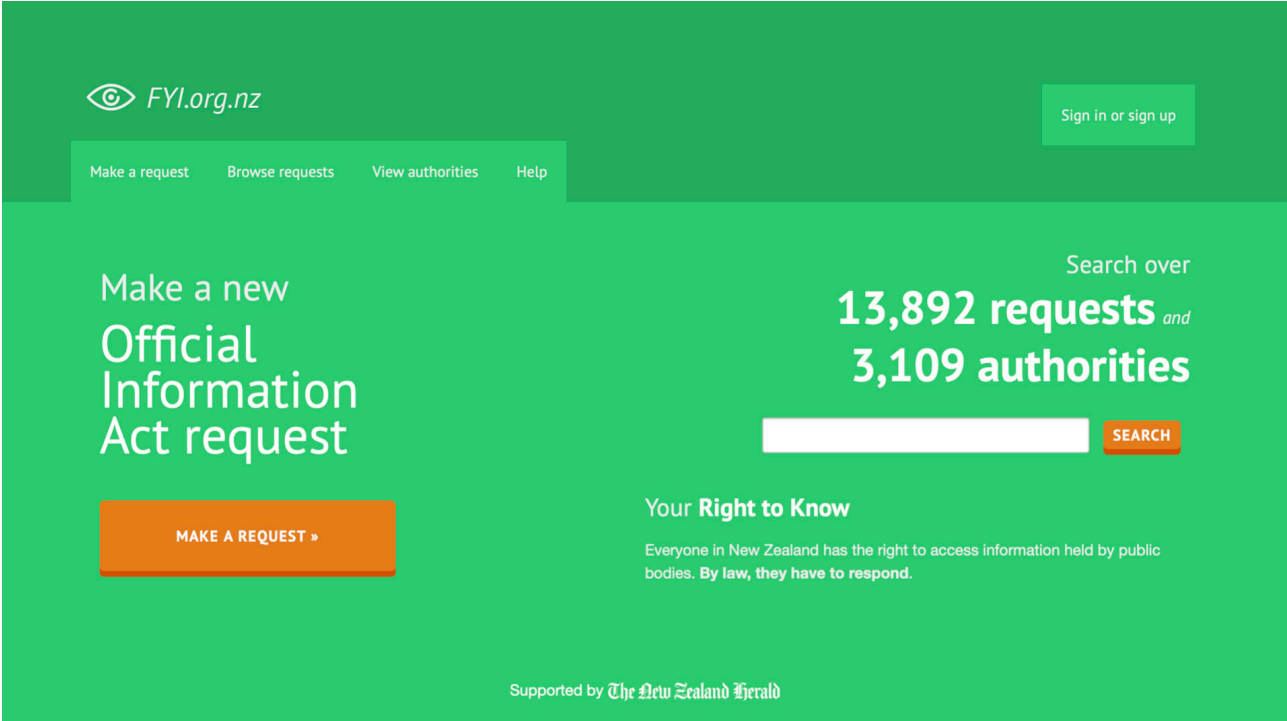 FYI.org.nz
Sign in or sign up
Make a request
Browse requests
View authorities
Help
Make a new
Official
Information
Act request
MAKE A REQUEST »
Search over
13,892 requests and
3,109 authorities
SEARCH
Your Right to Know
Everyone in New Zealand has the right to access information held by public
bodies. By law, they have to respond.
Supported by The New Zealand Herald